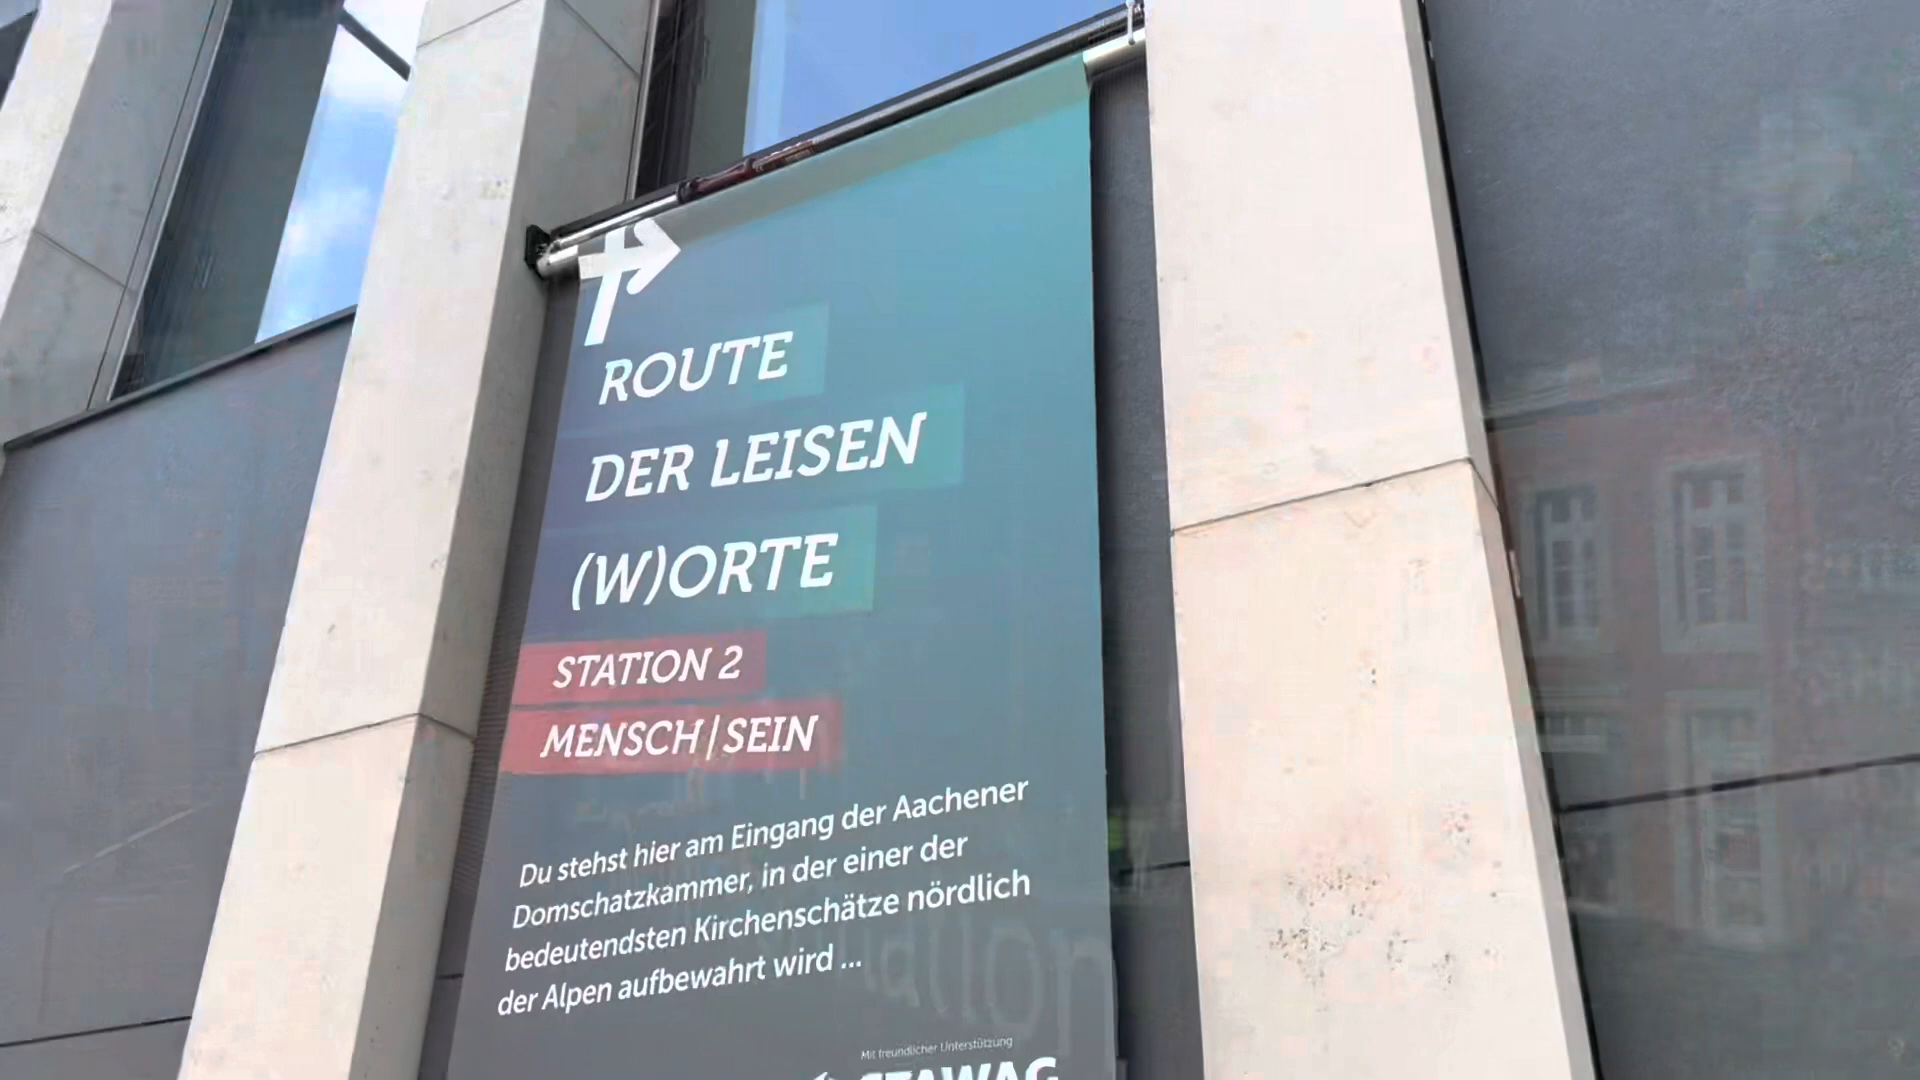 ROUTE
DER LEISEN
(W)ORTE
STATION 2
MENSCH|SEIN
Du stehst hier am Eingang der Aachener
Domschatzkammer, in der einer der
bedeutendsten Kirchenschätze nördlich
der Alpen aufbewahrt wird ...
Mit freundlicher Unterstützung
STAWAG